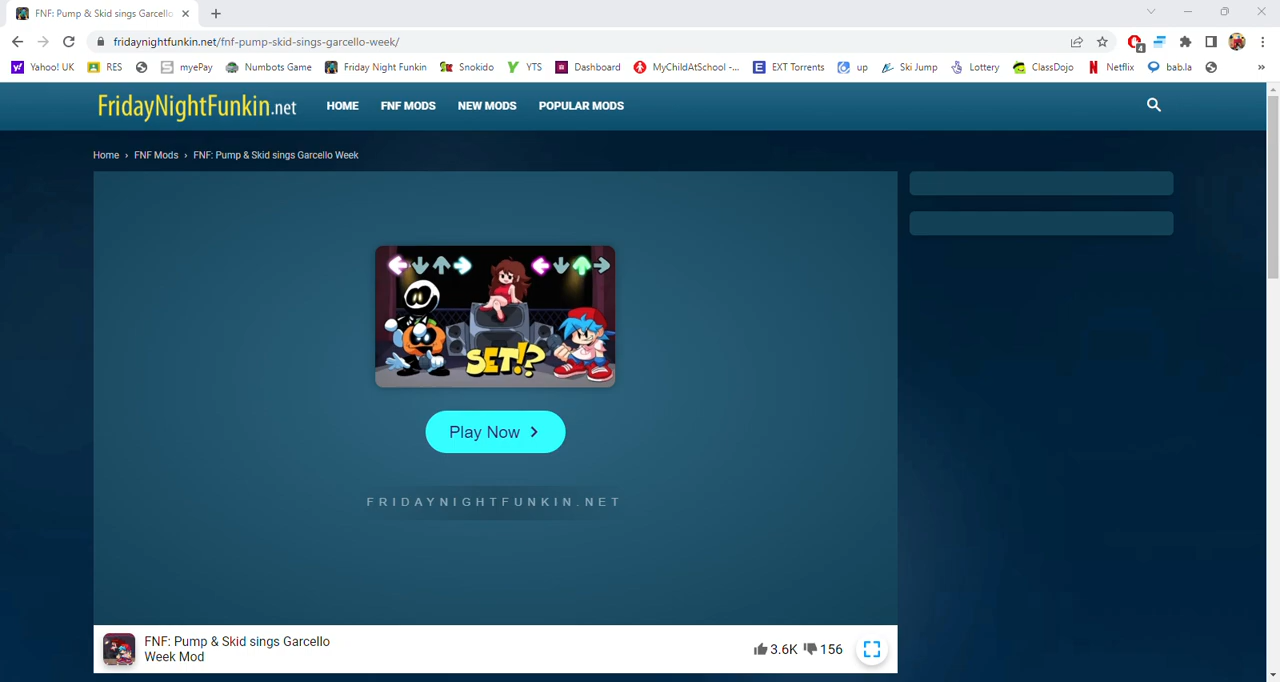 FNF: Pump & Skid sings Garcello
fridaynightfunkin.net/fnf-pump-skid-sings-garcello-week/
4
Yahoo! UK RES myePay Numbots Game Friday Night Funkin Snokido YTS Dashboard MyChildAtSchool -... EXT Torrents up Ski Jump Lottery ClassDojo Netflix bab.la »
FridayNightFunkin.net HOME FNF MODS NEW MODS POPULAR MODS
Home › FNF Mods › FNF: Pump & Skid sings Garcello Week
SET!?
Play Now
FRIDAYNIGHTFUNKIN.NET
FNF: Pump & Skid sings Garcello
Week Mod
3.6K 156